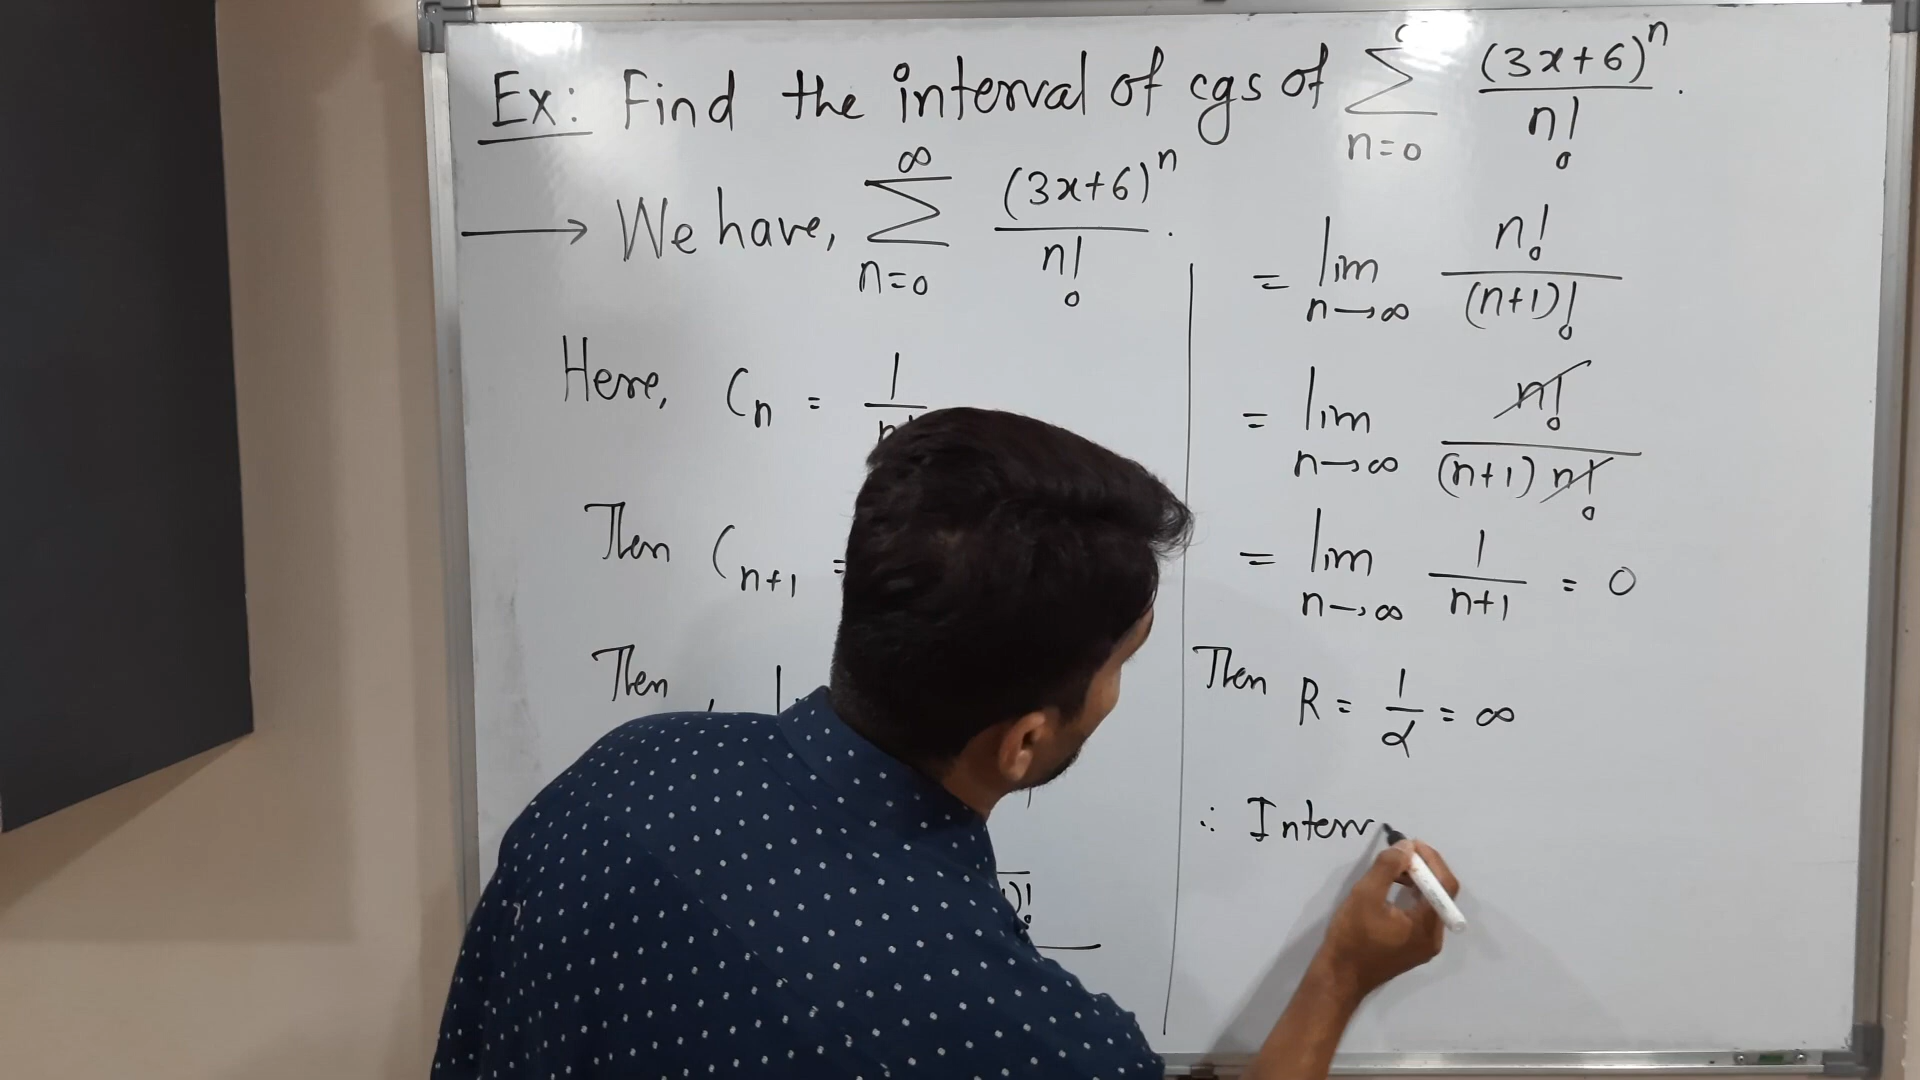 Ex: Find the interval of cgs of ∑ n=0 (3x+6)^n / n! .
→ We have, ∑ n=0 ∞ (3x+6)^n / n! .
Here, Cn = 1 /
Then Cn+1 =
Then
)!
= lim n→∞ n! / (n+1)!
= lim n→∞ n! / (n+1) n!
= lim n→∞ 1 / n+1 = 0
Then R = 1/α = ∞
∴ Interv